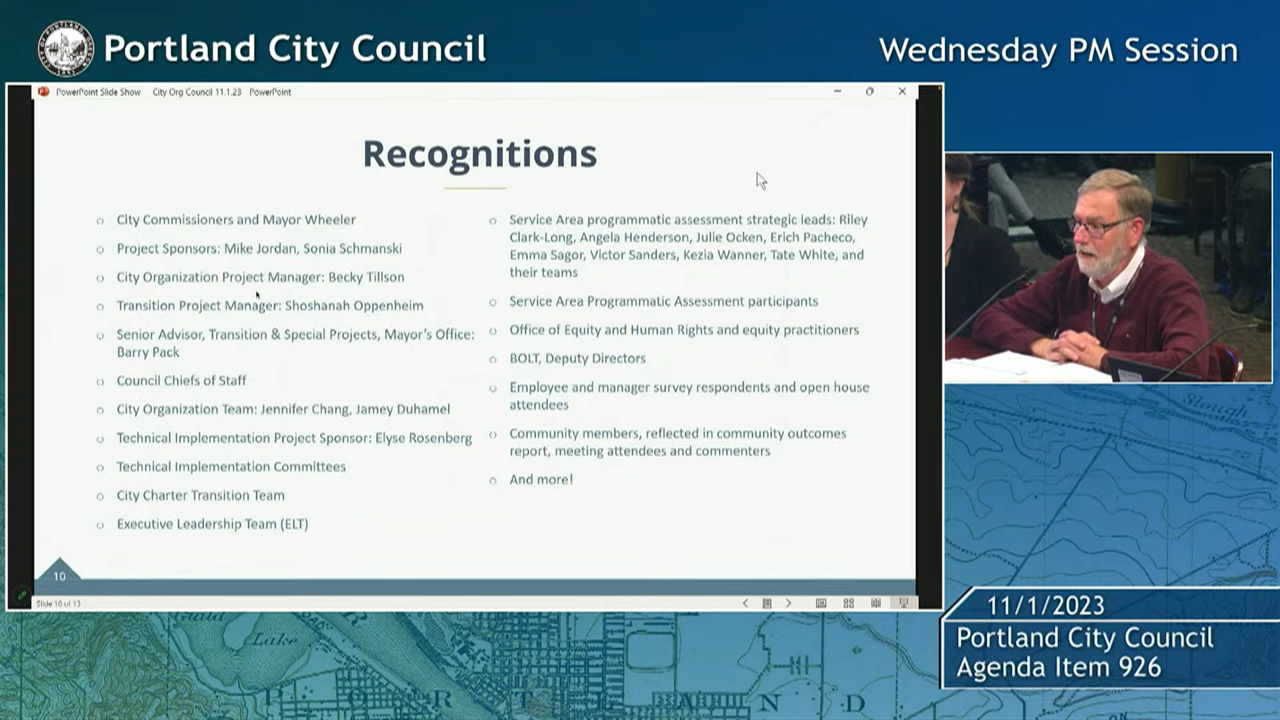 Portland City Council
Wednesday PM Session
PowerPoint Slide Show City Org Council 11.1.23 PowerPoint
Recognitions
City Commissioners and Mayor Wheeler
Project Sponsors: Mike Jordan, Sonia Schmanski
City Organization Project Manager: Becky Tillson
Transition Project Manager: Shoshanah Oppenheim
Senior Advisor, Transition & Special Projects, Mayor's Office:
Barry Pack
Council Chiefs of Staff
City Organization Team: Jennifer Chang, Jamey Duhamel
Technical Implementation Project Sponsor: Elyse Rosenberg
Technical Implementation Committees
City Charter Transition Team
Executive Leadership Team (ELT)
Service Area programmatic assessment strategic leads: Riley
Clark-Long, Angela Henderson, Julie Ocken, Erich Pacheco,
Emma Sagor, Victor Sanders, Kezia Wanner, Tate White, and
their teams
Service Area Programmatic Assessment participants
Office of Equity and Human Rights and equity practitioners
BOLT, Deputy Directors
Employee and manager survey respondents and open house
attendees
Community members, reflected in community outcomes
report, meeting attendees and commenters
And more!
10
Slide 10 of 13
Slough
11/1/2023
Portland City Council
Agenda Item 926
Guild
Lake
R T L A N D